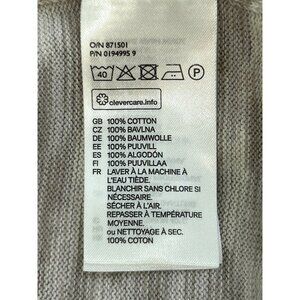 O/N 871501
P/N 0194995 9
40 P
clevercare.info
GB 100% COTTON
CZ 100% BAVLNA
DE 100% BAUMWOLLE
EE 100% PUUVILL
ES 100% ALGODÓN
FI 100% PUUVILLAA
FR LAVER À LA MACHINE À
L'EAU TIÈDE.
BLANCHIR SANS CHLORE SI
NÉCESSAIRE.
SÉCHER À L'AIR.
REPASSER À TEMPÉRATURE
MOYENNE.
ou NETTOYAGE À SEC.
100% COTON